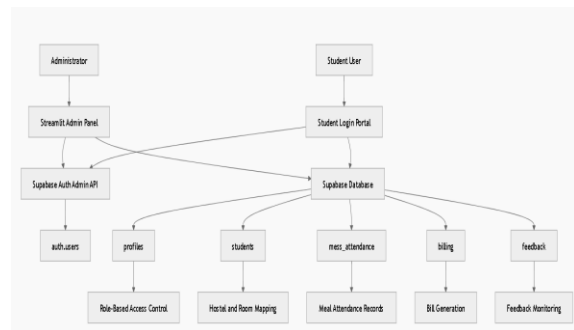 Administrator
Student User
Streamlit Admin Panel
Student Login Portal
Supabase Auth Admin API
Supabase Database
auth.users
profiles
students
mess_attendance
billing
feedback
Role-Based Access Control
Hostel and Room Mapping
Meal Attendance Records
Bill Generation
Feedback Monitoring